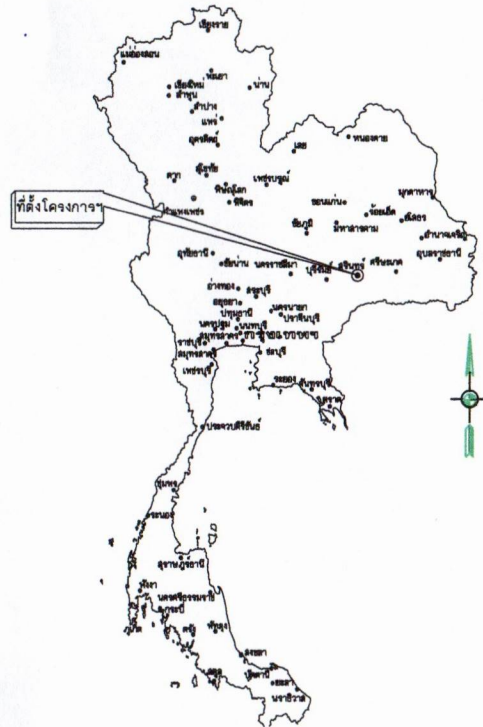 เชียงราย
แม่ฮ่องสอน
พะเยา
เชียงใหม่
น่าน
ลำพูน
ลำปาง
แพร่
อุตรดิตถ์
เลย
หนองคาย
ตาก
สุโขทัย
พิษณุโลก
เพชรบูรณ์
ขอนแก่น
มุกดาหาร
ที่ตั้งโครงการฯ
กำแพงเพชร
พิจิตร
ชัยภูมิ
มหาสารคาม
ร้อยเอ็ด
ยโสธร
อำนาจเจริญ
อุทัยธานี
ชัยนาท
นครราชสีมา
บุรีรัมย์
สุรินทร์
ศรีษะเกศ
อุบลราชธานี
อ่างทอง
สระบุรี
อยุธยา
นครนายก
ปทุมธานี
ปราจีนบุรี
นครปฐม
นนทบุรี
ราชบุรี
สมุทรสาคร
ชลบุรี
เพชรบุรี
ระยอง
จันทรบุรี
ตราด
ประจวบคีรีขันธ์
ชุมพร
ระนอง
สุราษฎร์ธานี
พังงา
นครศรีธรรมราช
กระบี่
ภูเก็ต
ตรัง
พัทลุง
สงขลา
สตูล
ปัตตานี
ยะลา
นราธิวาส